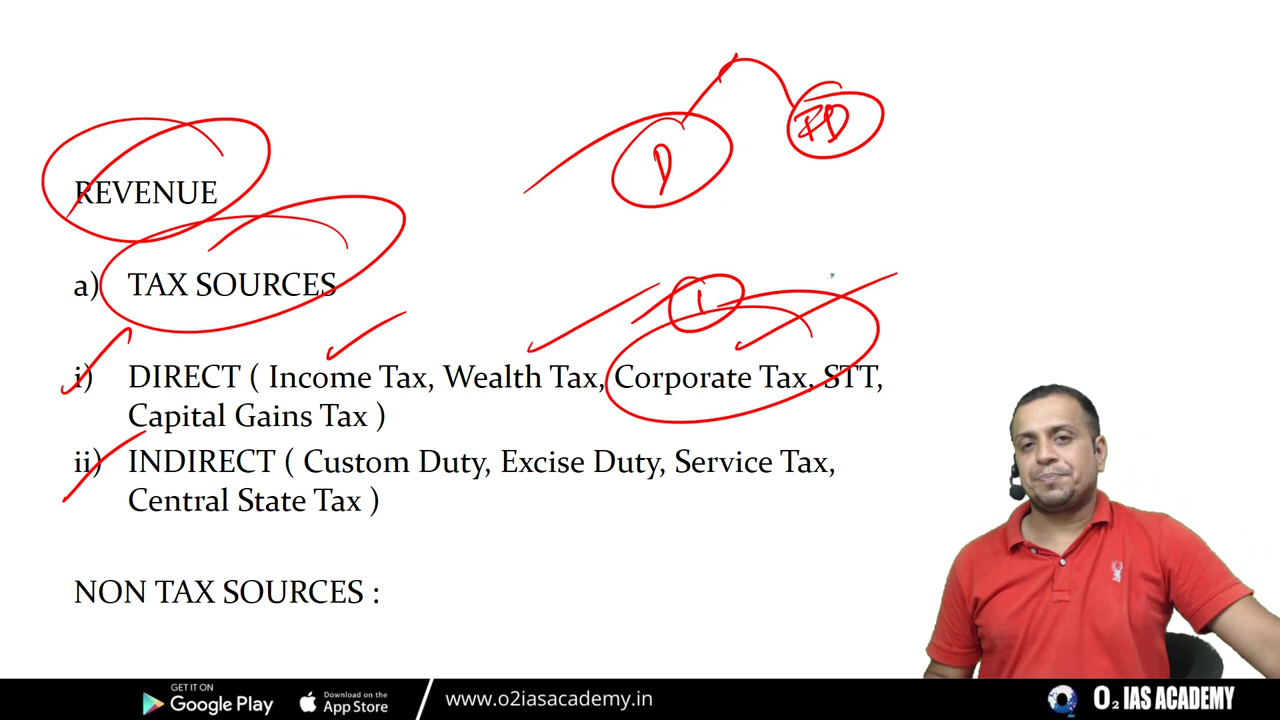 D
ID
REVENUE
a) TAX SOURCES
1
i) DIRECT ( Income Tax, Wealth Tax, Corporate Tax, STT,
Capital Gains Tax )
ii) INDIRECT ( Custom Duty, Excise Duty, Service Tax,
Central State Tax )
NON TAX SOURCES :
GET IT ON
Google Play
Download on the
App Store
www.o2iasacademy.in
O2 IAS ACADEMY